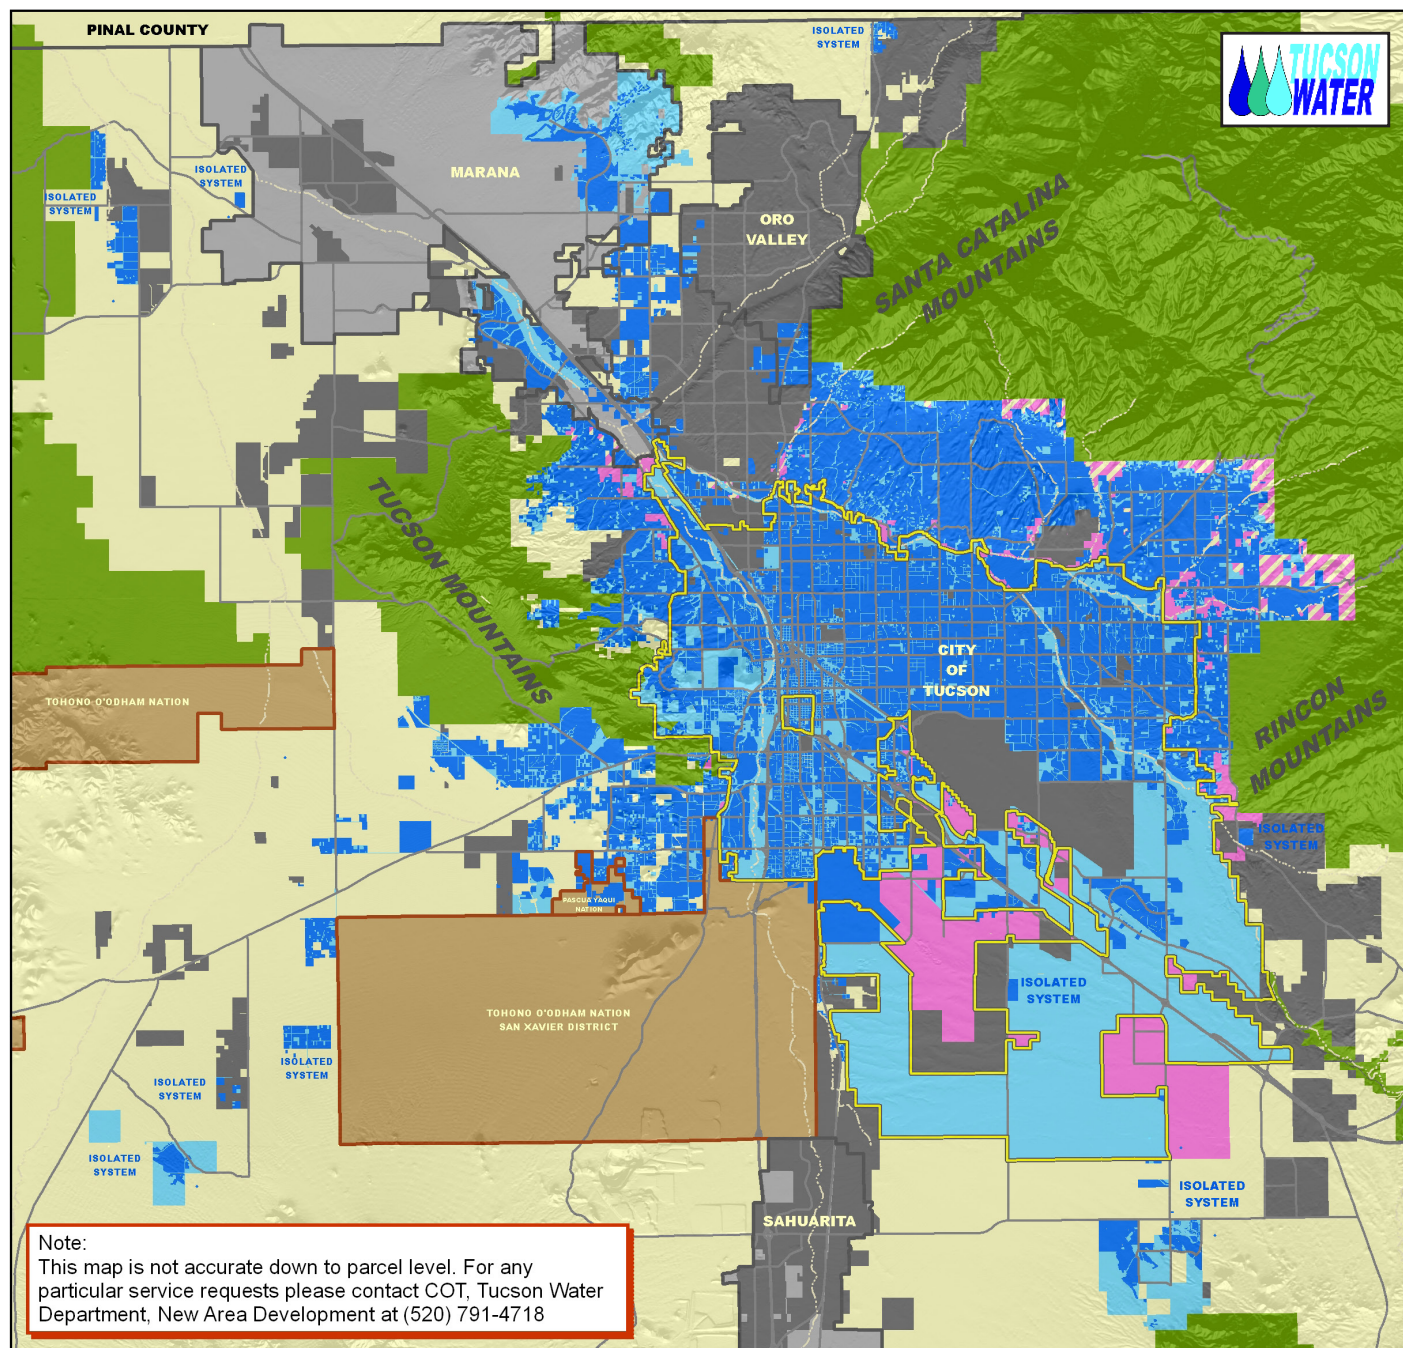 PINAL COUNTY
ISOLATED
SYSTEM
TUCSON
WATER
MARANA
ISOLATED
SYSTEM
ISOLATED
SYSTEM
ORO
VALLEY
SANTA CATALINA
MOUNTAINS
TUCSON MOUNTAINS
CITY
OF
TUCSON
RINCON
MOUNTAINS
TOHONO O'ODHAM NATION
ISOLATED
SYSTEM
PASCUA YAQUI
NATION
ISOLATED
SYSTEM
TOHONO O'ODHAM NATION
SAN XAVIER DISTRICT
ISOLATED
SYSTEM
ISOLATED
SYSTEM
ISOLATED
SYSTEM
ISOLATED
SYSTEM
SAHUARITA
Note:
This map is not accurate down to parcel level. For any
particular service requests please contact COT, Tucson Water
Department, New Area Development at (520) 791-4718